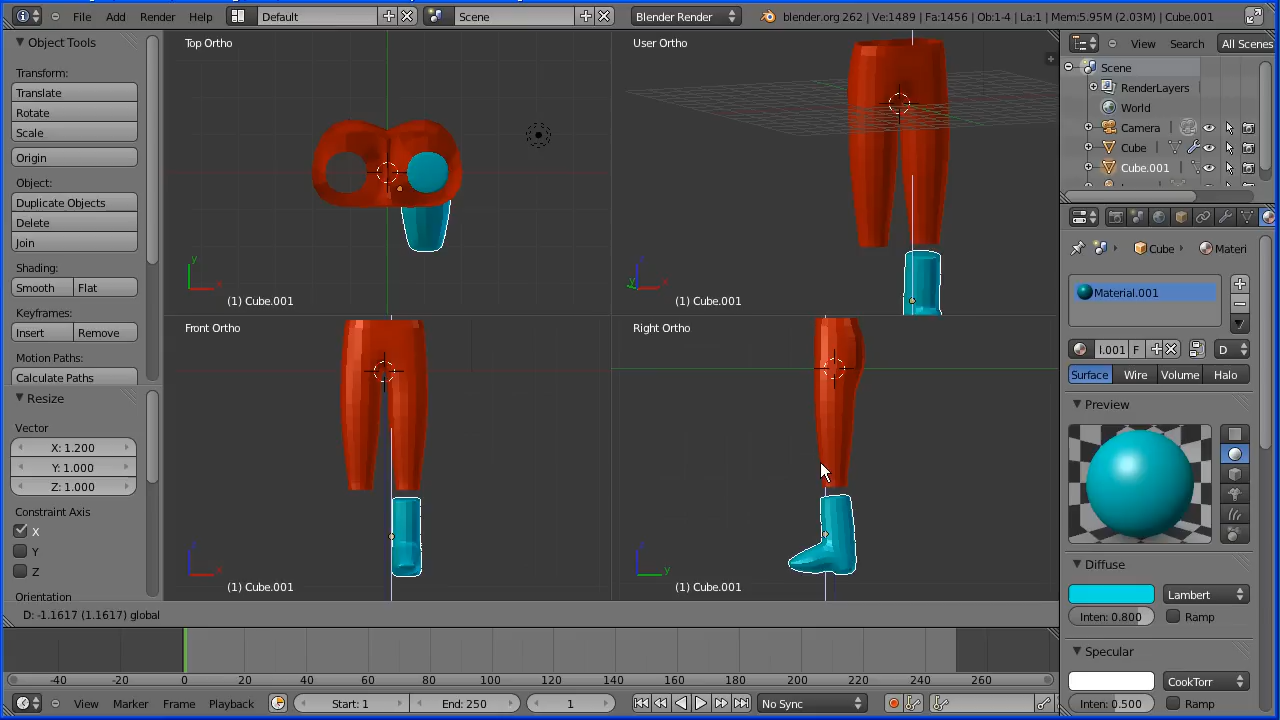 File Add Render Help Default Scene Blender Render blender.org 262 | Ve:1489 | Fa:1456 | Ob:1-4 | La:1 | Mem:5.95M (2.03M) | Cube.001
Object Tools
Transform:
Translate
Rotate
Scale
Origin
Object:
Duplicate Objects
Delete
Join
Shading:
Smooth Flat
Keyframes:
Insert Remove
Motion Paths:
Calculate Paths
Resize
Vector
X: 1.200
Y: 1.000
Z: 1.000
Constraint Axis
X
Y
Z
Orientation
Top Ortho
y
x
(1) Cube.001
User Ortho
z
y x
(1) Cube.001
Front Ortho
z
x
(1) Cube.001
Right Ortho
z
y
(1) Cube.001
D: -1.1617 (1.1617) global
-40 -20 0 20 40 60 80 100 120 140 160 180 200 220 240 260
View Marker Frame Playback Start: 1 End: 250 1 No Sync
View Search All Scenes
Scene
RenderLayers
World
Camera
Cube
Cube.001
Cube Materi
Material.001
I.001 F D
Surface Wire Volume Halo
Preview
Diffuse
Lambert
Inten: 0.800 Ramp
Specular
CookTorr
Inten: 0.500 Ramp